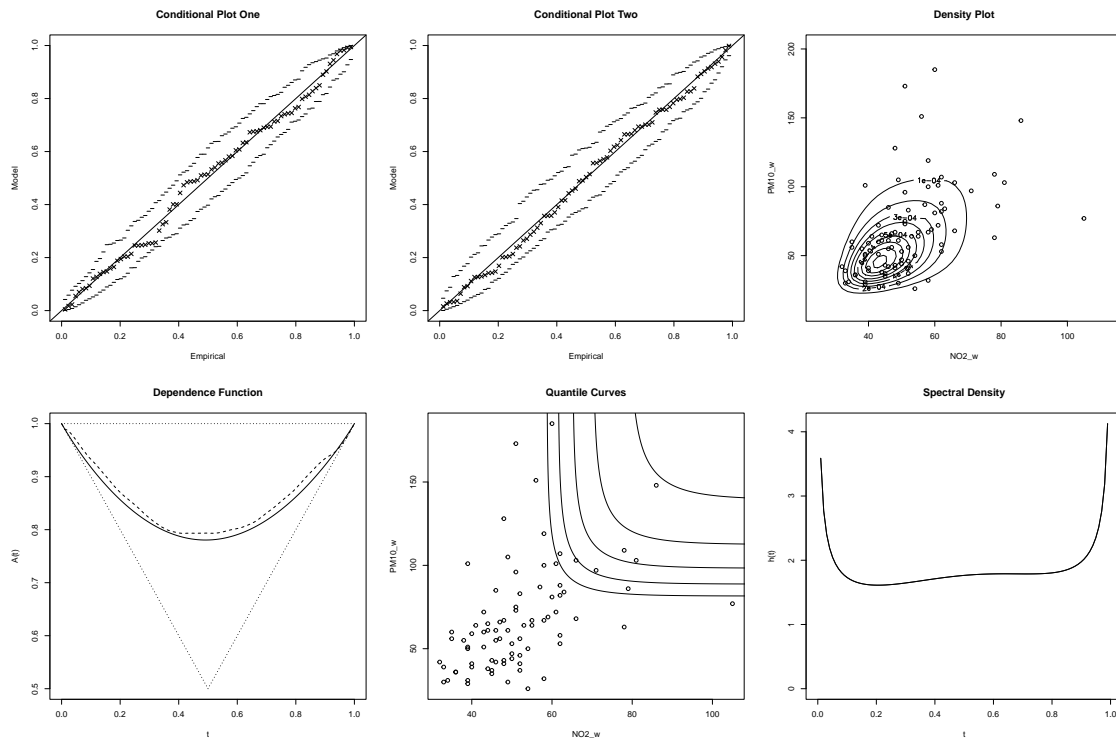 Conditional Plot One
Model
0.0 0.2 0.4 0.6 0.8 1.0
0.0 0.2 0.4 0.6 0.8 1.0
Empirical
Conditional Plot Two
Model
0.0 0.2 0.4 0.6 0.8 1.0
0.0 0.2 0.4 0.6 0.8 1.0
Empirical
Density Plot
PM10_w
50 100 150 200
1e-04
3e-04
2e-04
40 60 80 100
NO2_w
Dependence Function
A(t)
0.5 0.6 0.7 0.8 0.9 1.0
0.0 0.2 0.4 0.6 0.8 1.0
t
Quantile Curves
PM10_w
50 100 150
40 60 80 100
NO2_w
Spectral Density
h(t)
0 1 2 3 4
0.0 0.2 0.4 0.6 0.8 1.0
t